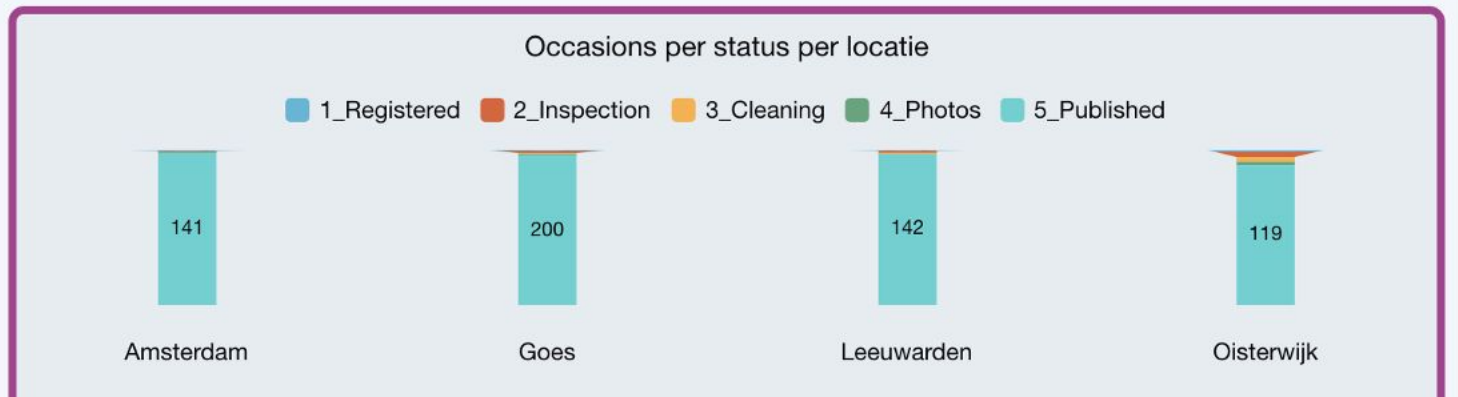 Occasions per status per locatie
1_Registered 2_Inspection 3_Cleaning 4_Photos 5_Published
141 200 142 119
Amsterdam Goes Leeuwarden Oisterwijk